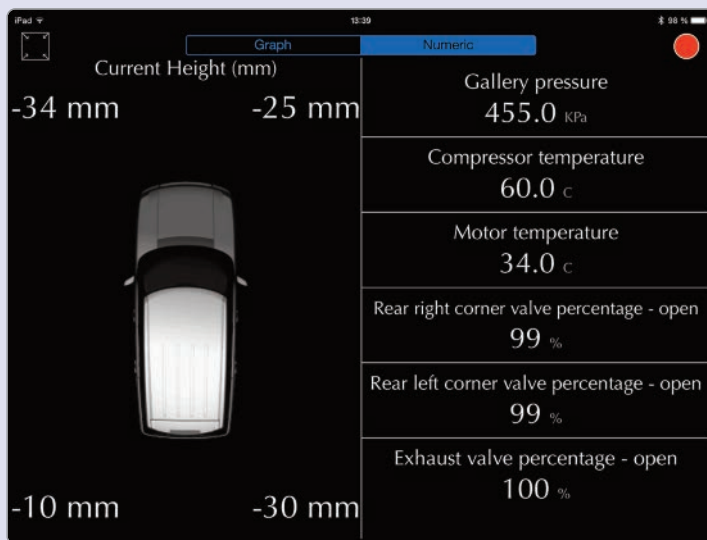 iPad
13:39
98 %
Graph
Numeric
Current Height (mm)
-34 mm
-25 mm
-10 mm
-30 mm
Gallery pressure
455.0 KPa
Compressor temperature
60.0 C
Motor temperature
34.0 C
Rear right corner valve percentage - open
99 %
Rear left corner valve percentage - open
99 %
Exhaust valve percentage - open
100 %